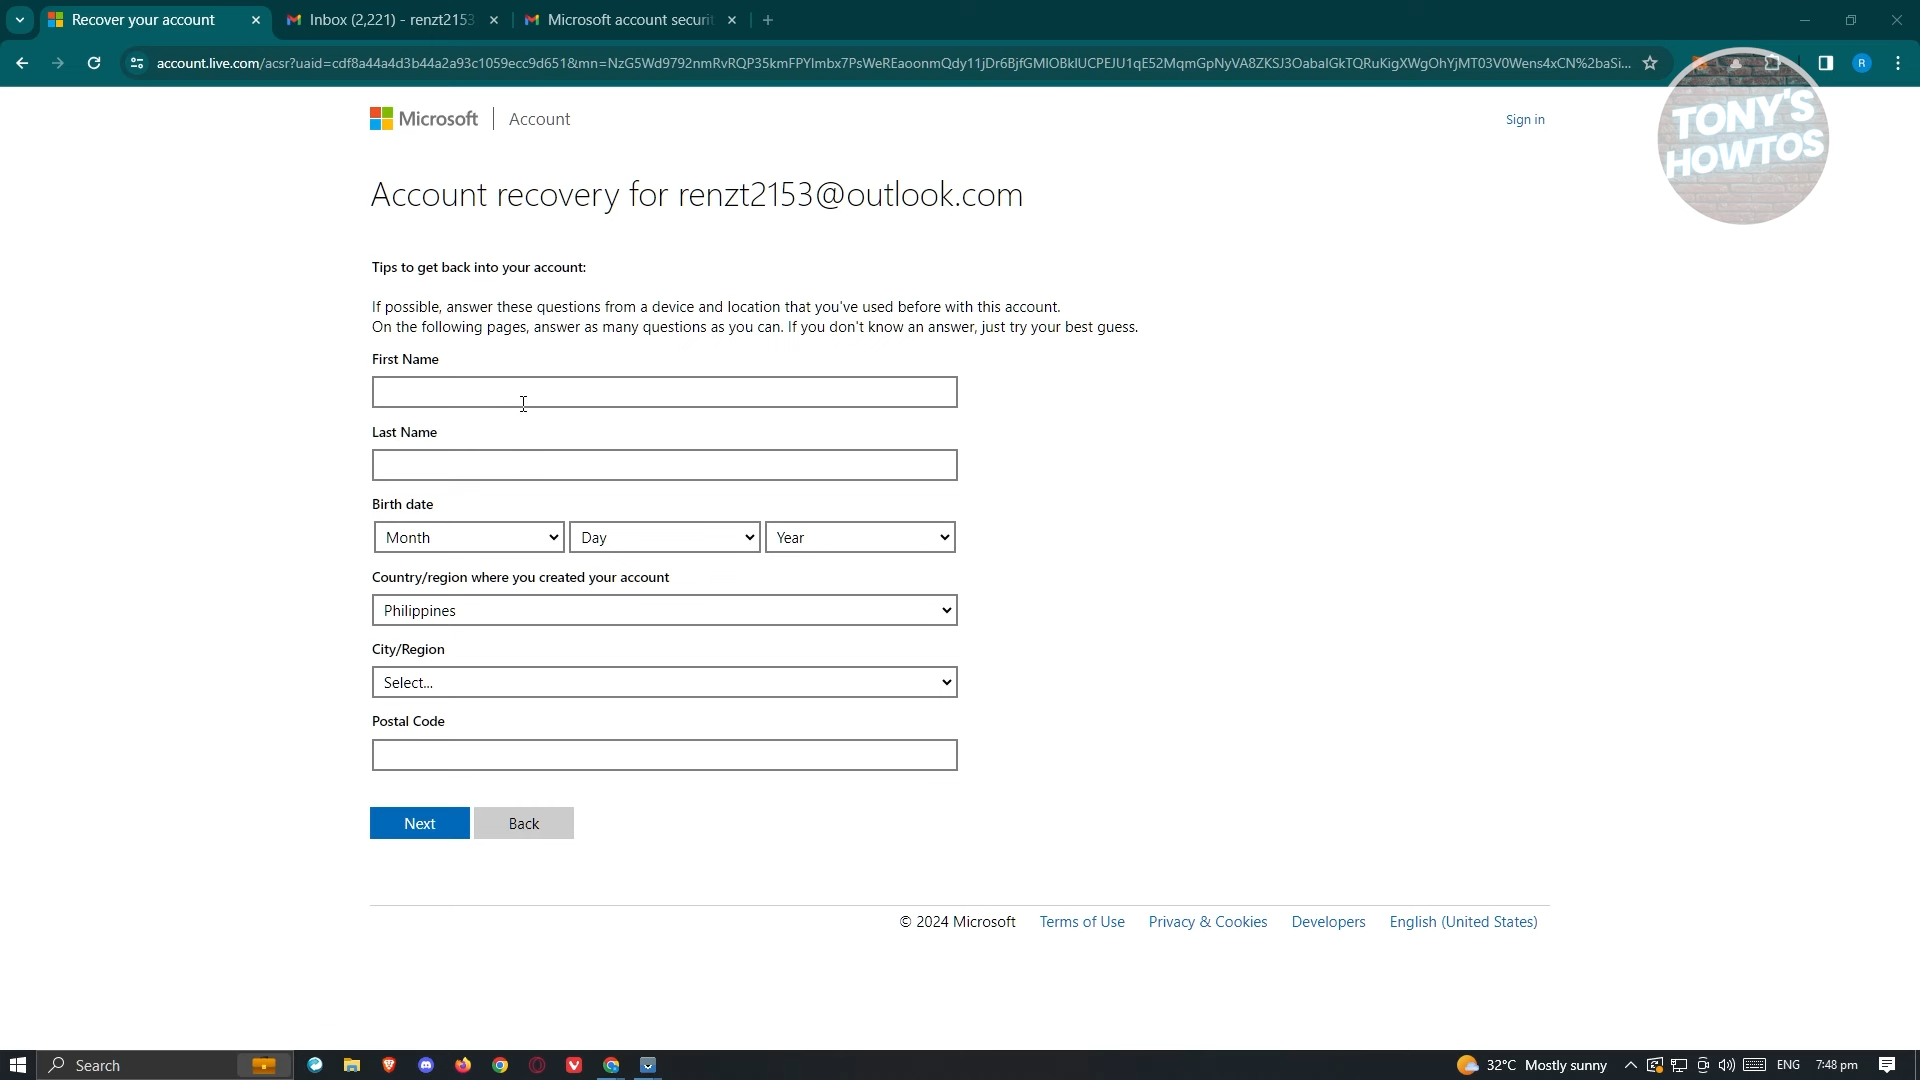 Recover your account
Inbox (2,221) - renzt2153
Microsoft account securit
account.live.com/acsr?uaid=cdf8a44a4d3b44a2a93c1059ecc9d651&mn=
Microsoft
Account
Sign in
TONY'S
HOWTOS
Account recovery for renzt2153@outlook.com
Tips to get back into your account:
If possible, answer these questions from a device and location that you've used before with this account.
On the following pages, answer as many questions as you can. If you don't know an answer, just try your best guess.
First Name
Last Name
Birth date
Month
Day
Year
Country/region where you created your account
Philippines
City/Region
Select...
Postal Code
Next
Back
© 2024 Microsoft
Terms of Use
Privacy & Cookies
Developers
English (United States)
Search
32°C Mostly sunny
ENG
7:48 pm